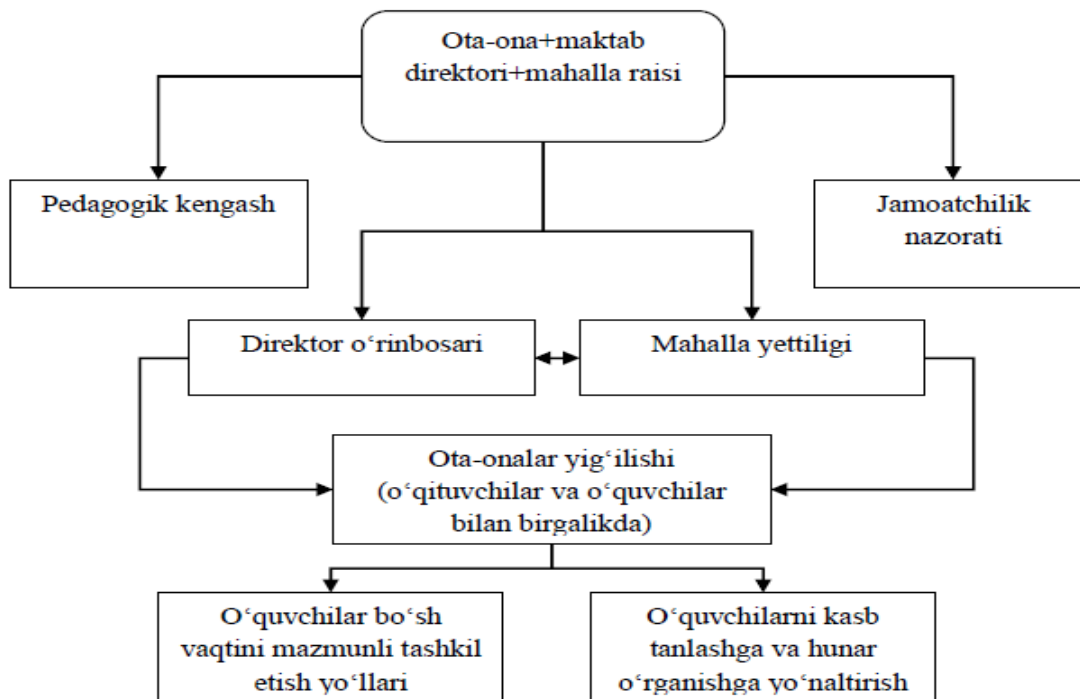 Ota-ona+maktab
direktori+mahalla raisi
Pedagogik kengash
Jamoatchilik
nazorati
Direktor o‘rinbosari
Mahalla yettiligi
Ota-onalar yig‘ilishi
(o‘qituvchilar va o‘quvchilar
bilan birgalikda)
O‘quvchilar bo‘sh
vaqtini mazmunli tashkil
etish yo‘llari
O‘quvchilarni kasb
tanlashga va hunar
o‘rganishga yo‘naltirish